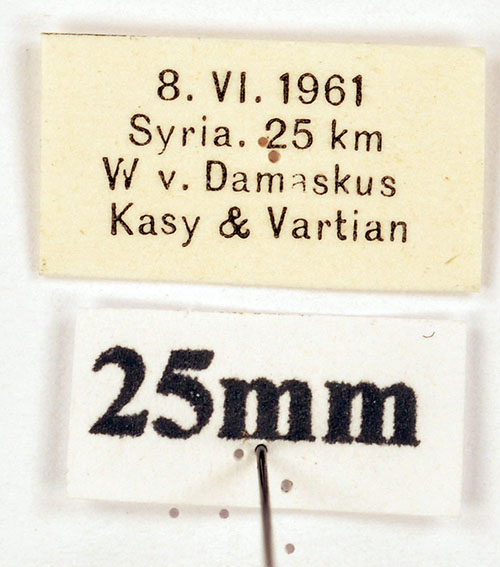 8. VI. 1961
Syria. 25 km
W v. Damaskus
Kasy & Vartian
25mm